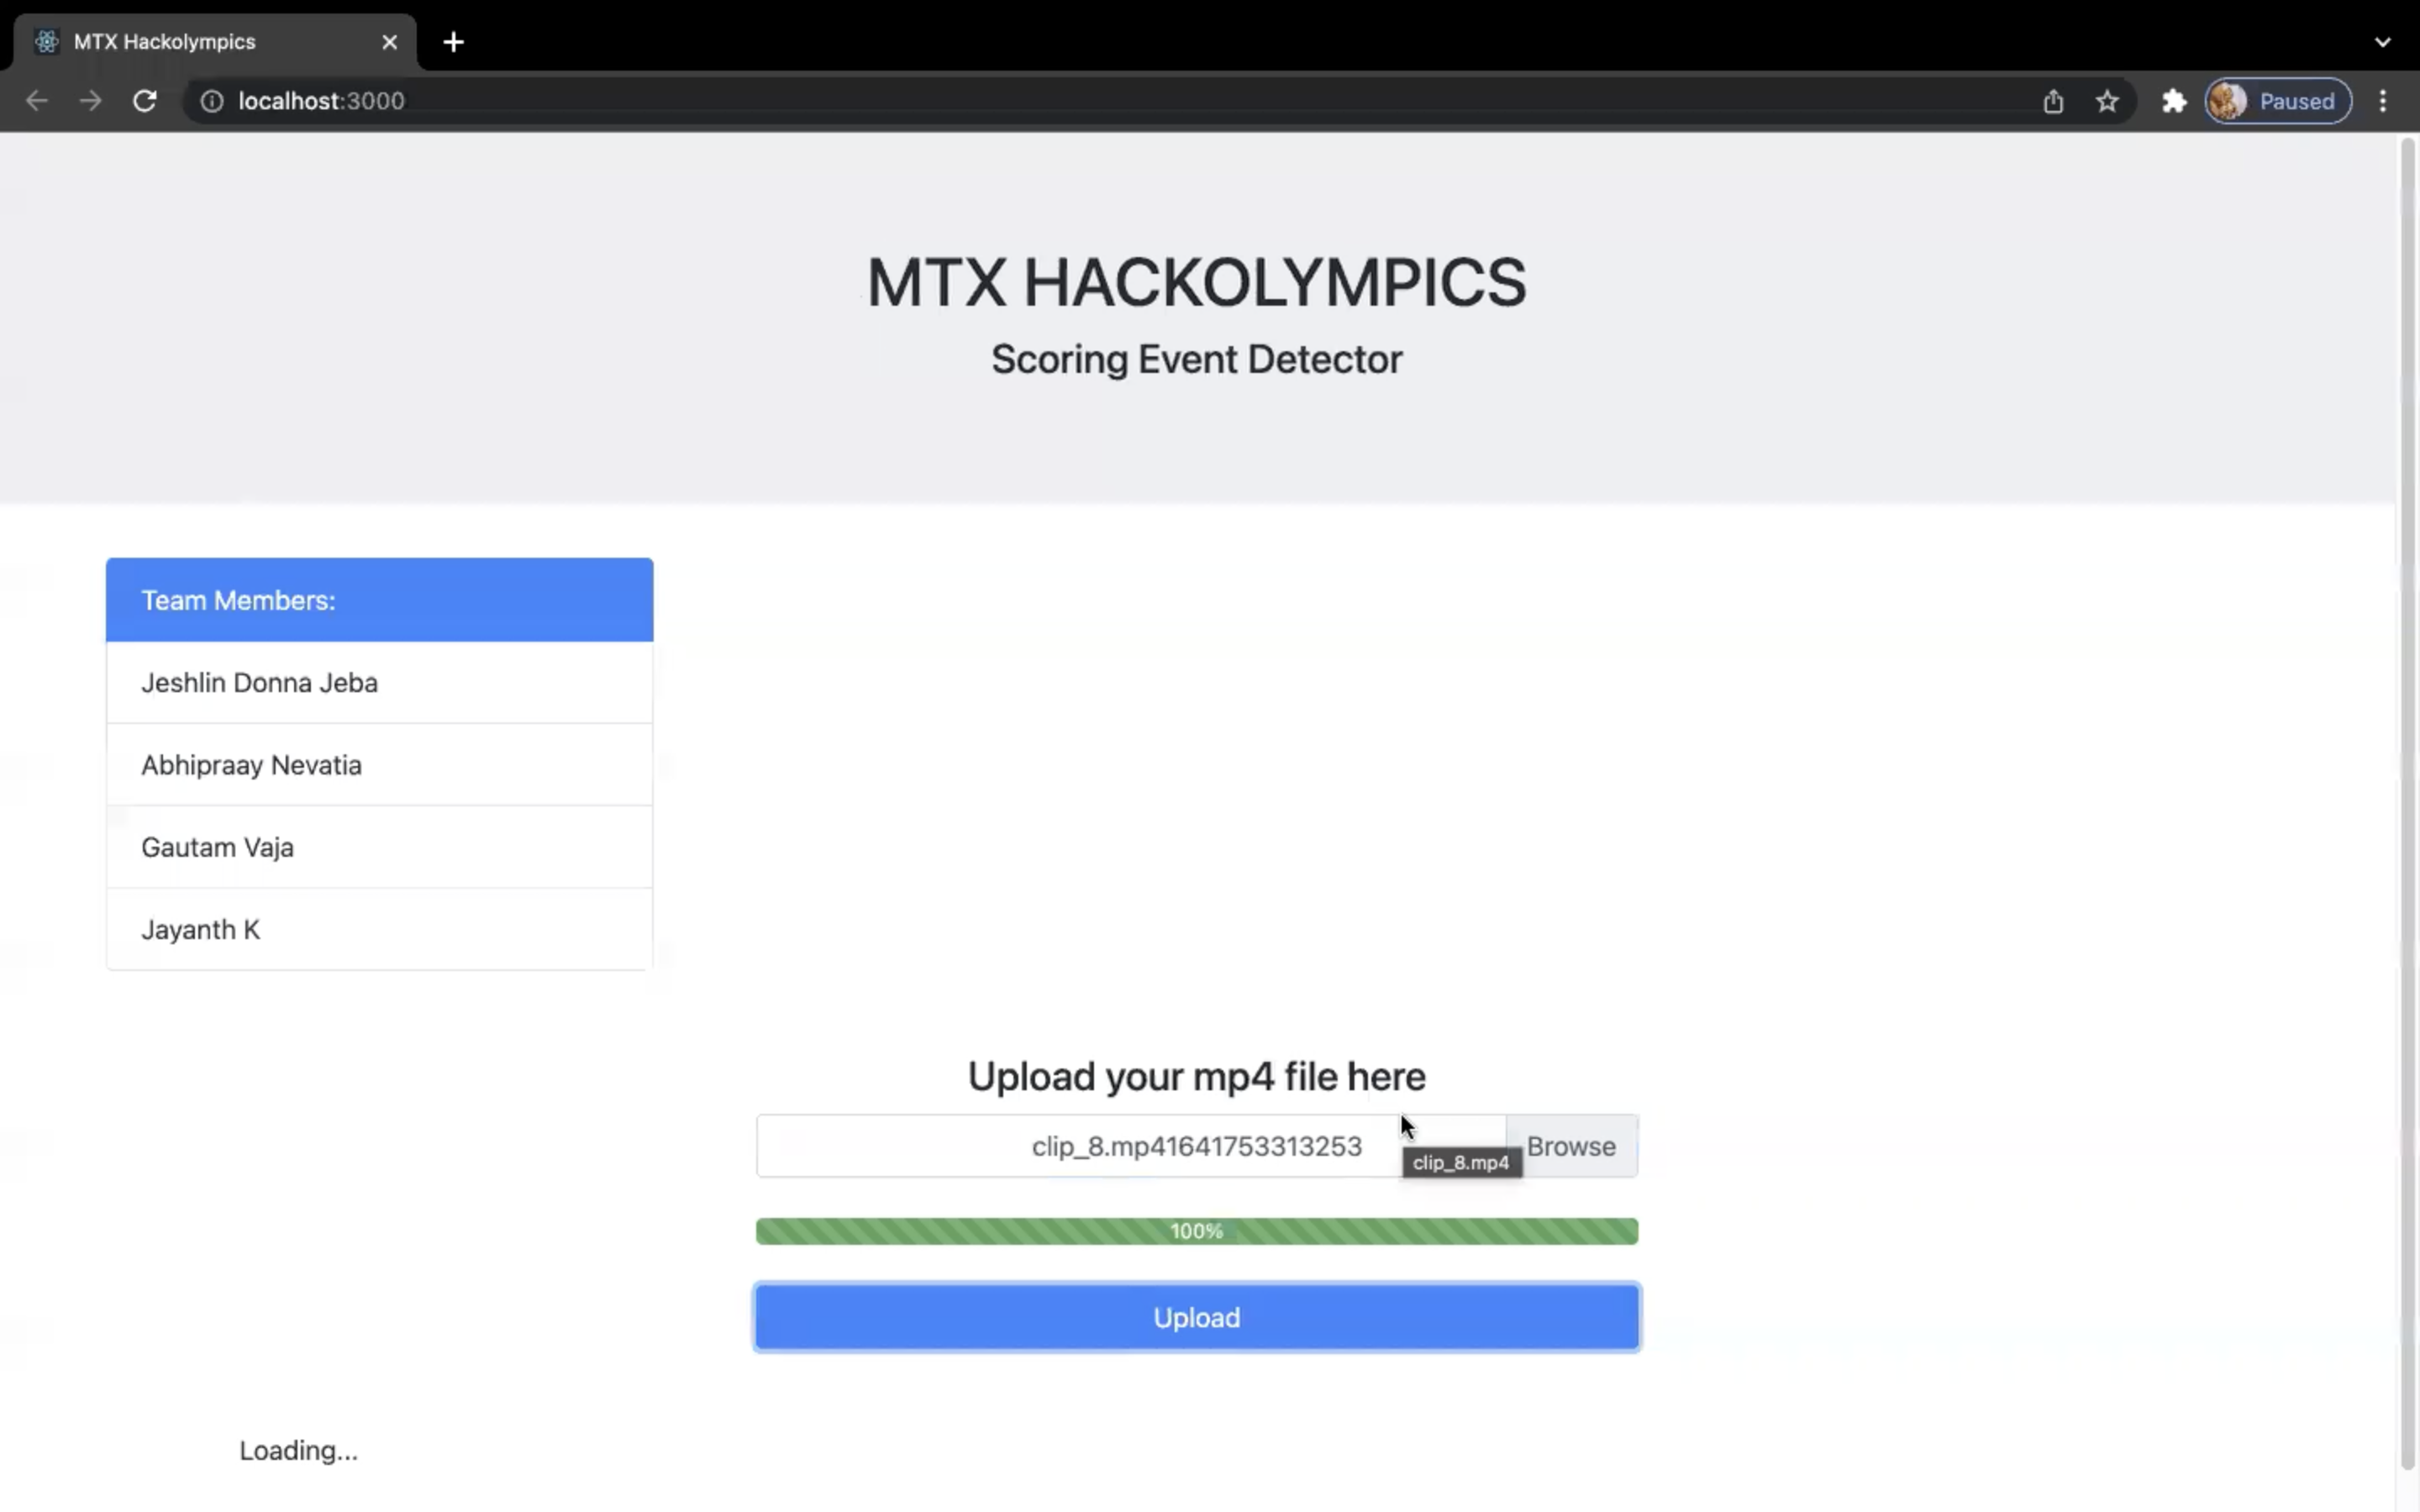 MTX Hackolympics
localhost:3000
Paused
MTX HACKOLYMPICS
Scoring Event Detector
Team Members:
Jeshlin Donna Jeba
Abhipraay Nevatia
Gautam Vaja
Jayanth K
Upload your mp4 file here
clip_8.mp41641753313253
Browse
clip_8.mp4
100%
Upload
Loading...